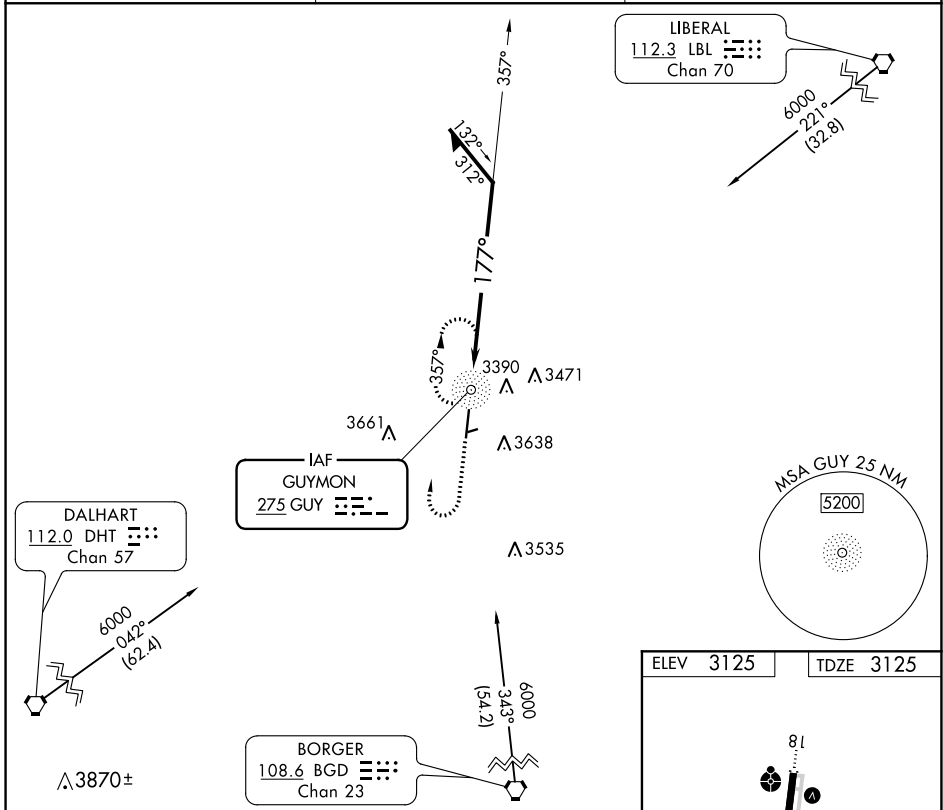 LIBERAL
112.3 LBL
Chan 70
357°
6000
221°
(32.8)
132°
312°
177°
357°
3390
3471
3661
3638
IAF
GUYMON
275 GUY
MSA GUY 25 NM
5200
DALHART
112.0 DHT
Chan 57
3535
6000
042°
(62.4)
6000
343°
(54.2)
ELEV 3125
TDZE 3125
18
BORGER
108.6 BGD
Chan 23
3870±